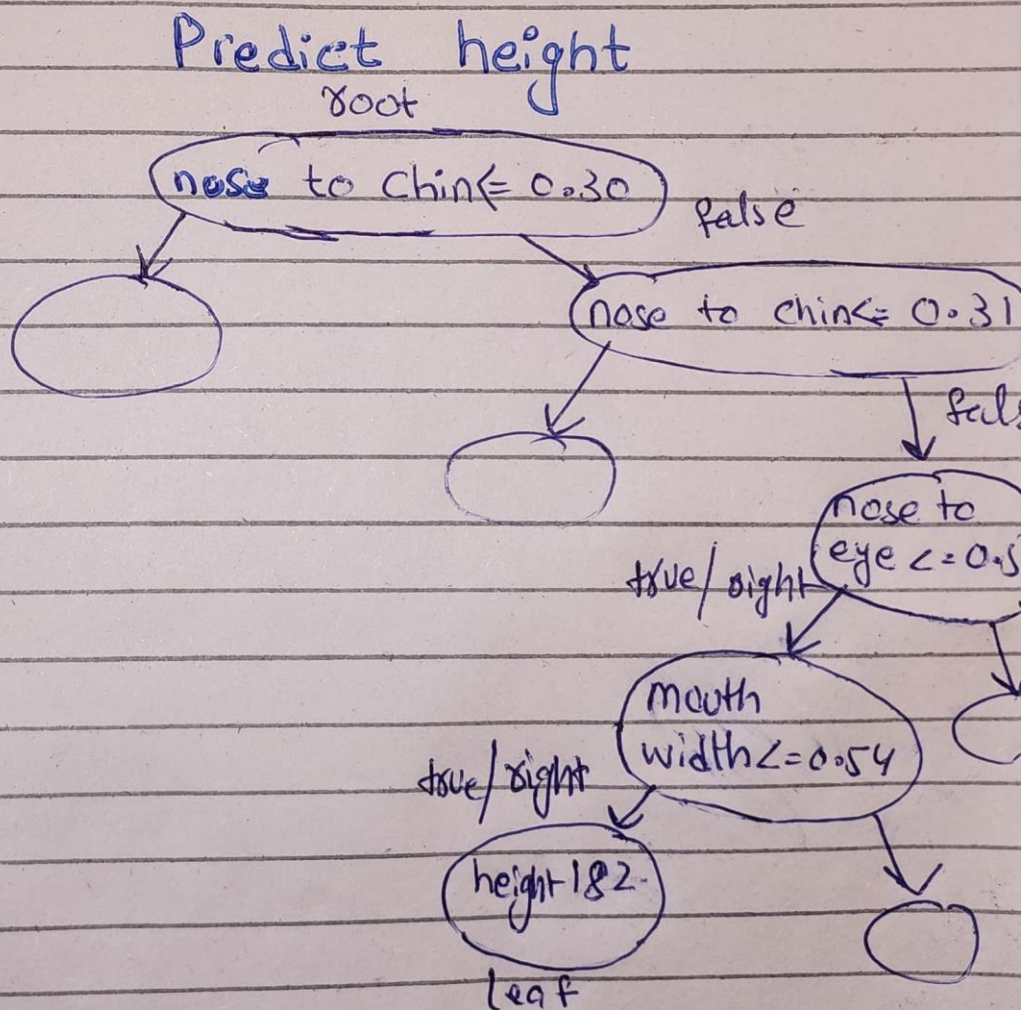 Predict height
root
nose to chin<= 0.30
false
nose to chin<= 0.31
fals
nose to
eye <=0.5
true/right
mouth
width<=0.54
true/right
height 182
leaf